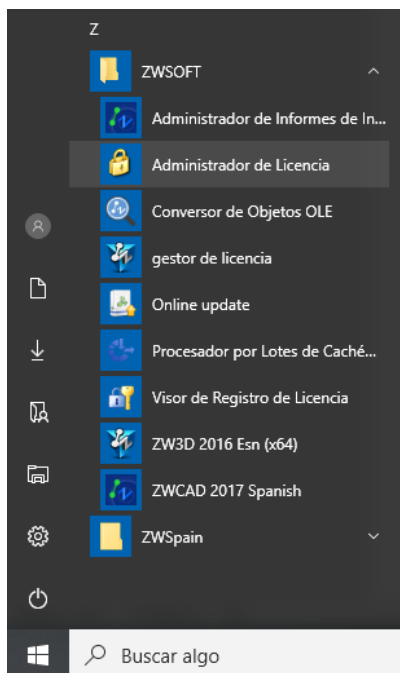 Z
ZWSOFT
Administrador de Informes de In...
Administrador de Licencia
Conversor de Objetos OLE
gestor de licencia
Online update
Procesador por Lotes de Caché...
Visor de Registro de Licencia
ZW3D 2016 Esn (x64)
ZWCAD 2017 Spanish
ZWSpain
Buscar algo